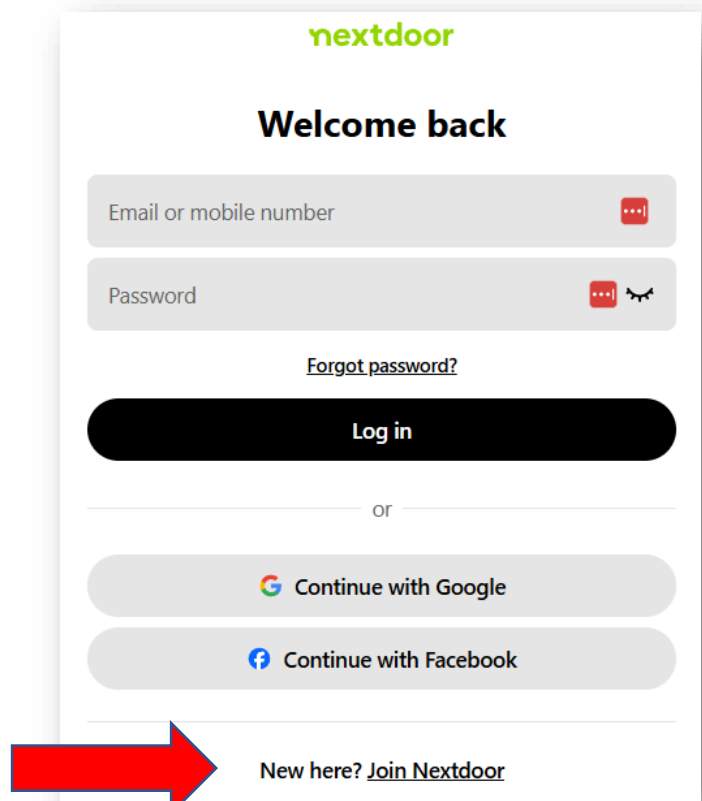 nextdoor
Welcome back
Email or mobile number
Password
Forgot password?
Log in
or
Continue with Google
Continue with Facebook
New here? Join Nextdoor